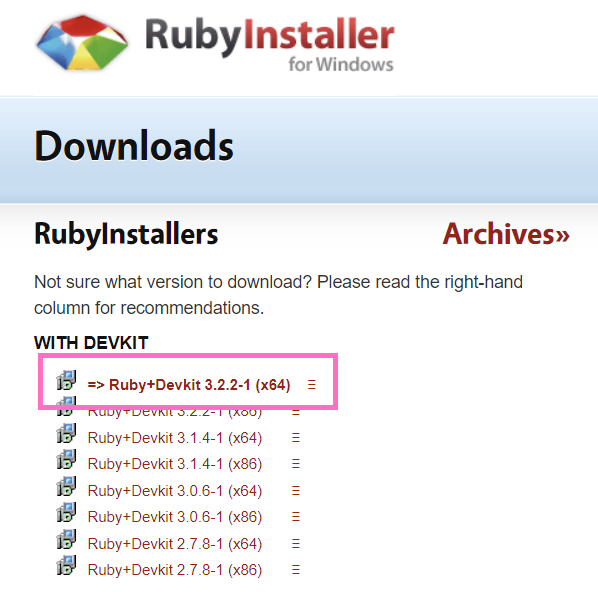 RubyInstaller
for Windows
Downloads
RubyInstallers
Archives»
Not sure what version to download? Please read the right-hand
column for recommendations.
WITH DEVKIT
=> Ruby+Devkit 3.2.2-1 (x64)
Ruby+Devkit 3.2.2-1 (x86)
Ruby+Devkit 3.1.4-1 (x64)
Ruby+Devkit 3.1.4-1 (x86)
Ruby+Devkit 3.0.6-1 (x64)
Ruby+Devkit 3.0.6-1 (x86)
Ruby+Devkit 2.7.8-1 (x64)
Ruby+Devkit 2.7.8-1 (x86)